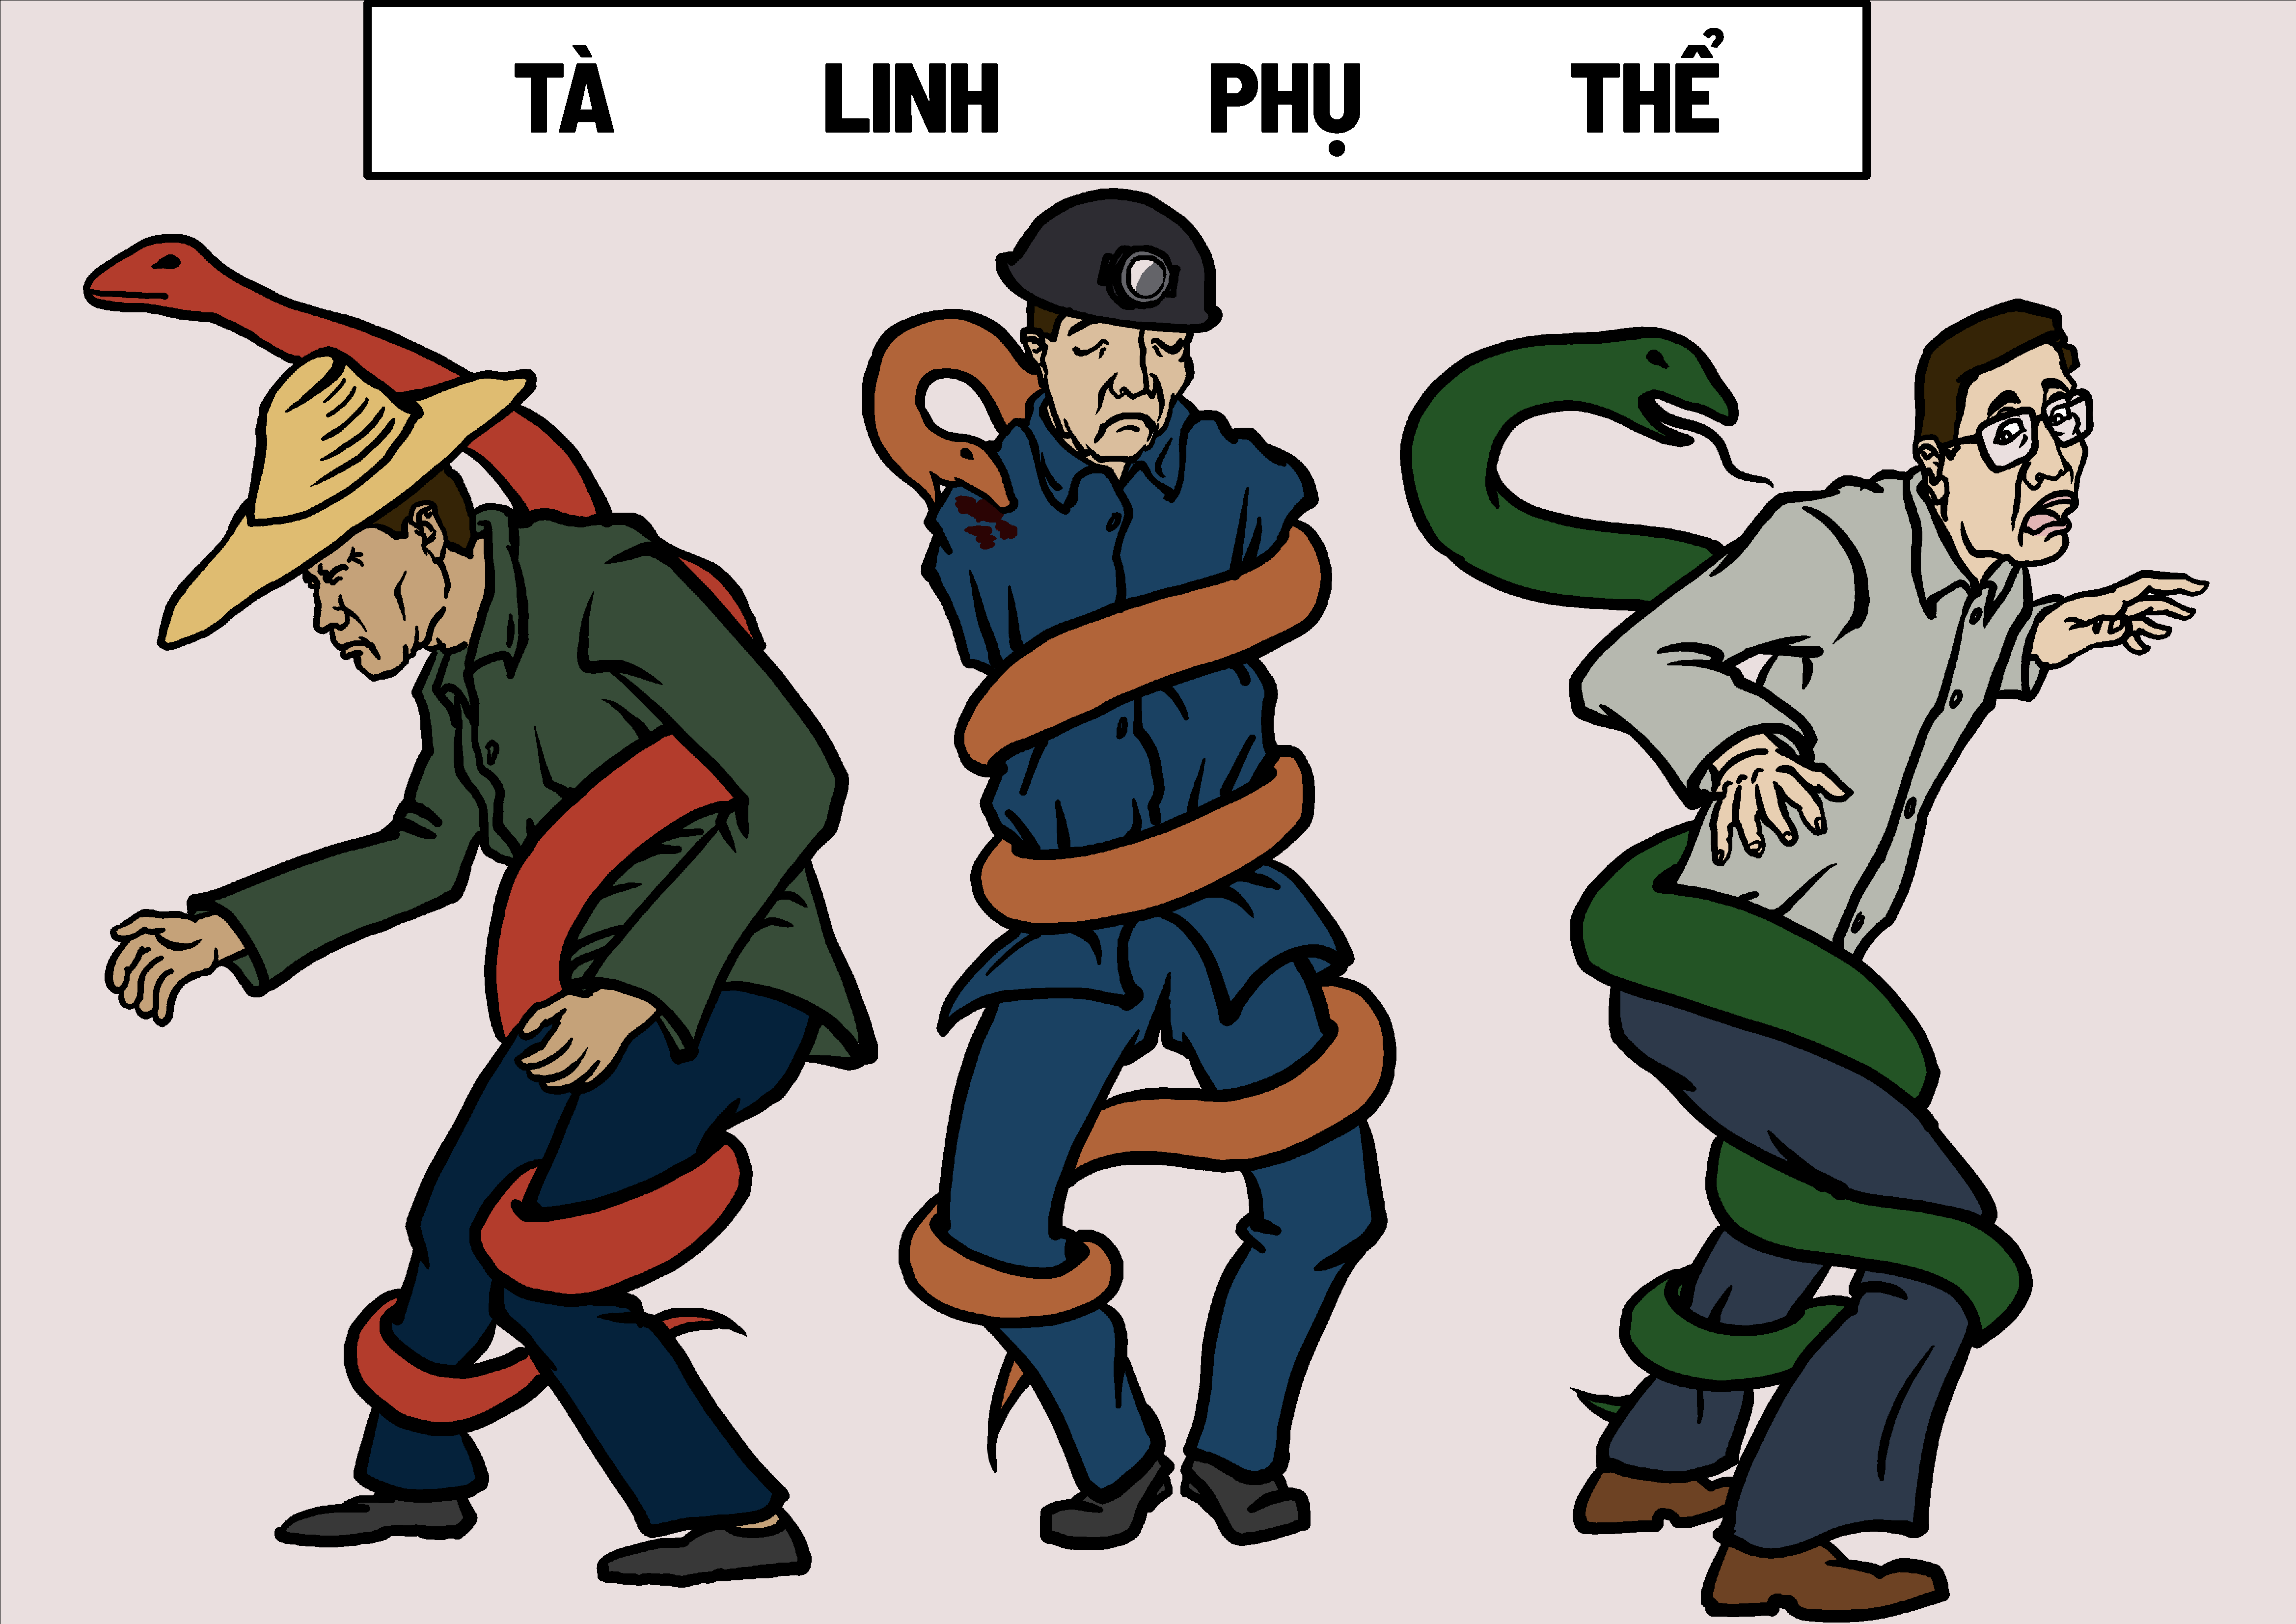 TÀ LINH PHỤ THỂ